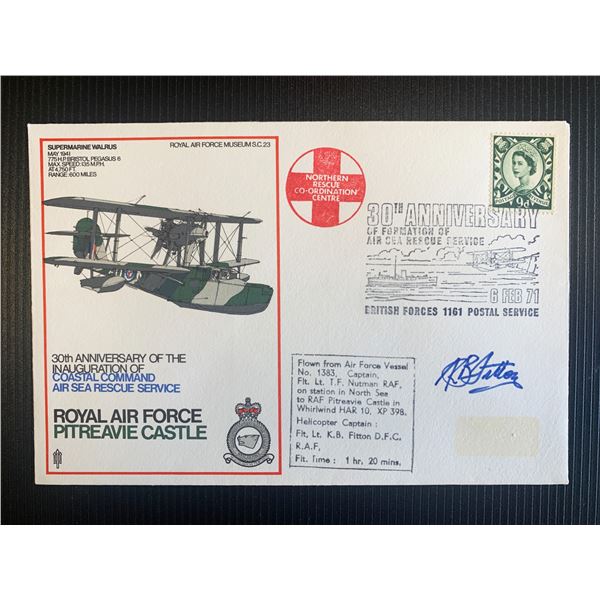 SUPERMARINE WALRUS
MAY 1941
775 H.P. BRISTOL PEGASUS 6
MAX. SPEED: 135 M.P.H.
AT 4,750 FT.
RANGE: 600 MILES
ROYAL AIR FORCE MUSEUM S.C.23
30th ANNIVERSARY OF THE
INAUGURATION OF
COASTAL COMMAND
AIR SEA RESCUE SERVICE
ROYAL AIR FORCE
PITREAVIE CASTLE
NORTHERN
RESCUE
CO-ORDINATION
CENTRE
9d
30TH ANNIVERSARY
OF FORMATION OF
AIR SEA RESCUE SERVICE
6 FEB 71
BRITISH FORCES 1161 POSTAL SERVICE
Flown from Air Force Vessel
No. 1383, Captain,
Flt. Lt. T.F. Nutman RAF,
on station in North Sea
to RAF Pitreavie Castle in
Whirlwind HAR 10, XP 398.
Helicopter Captain :
Flt, Lt. K.B. Fitton D.F.C.
R.A.F.
Flt. Time : 1 hr, 20 mins.
K B Fitton